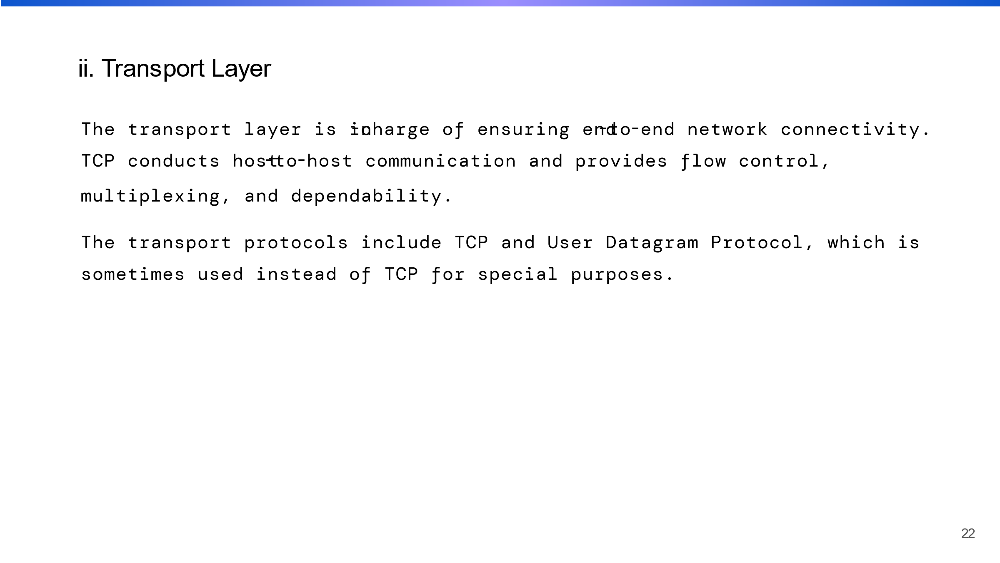 ii. Transport Layer
The transport layer is in-charge of ensuring end-to-end network connectivity.
TCP conducts host-to-host communication and provides flow control,
multiplexing, and dependability.
The transport protocols include TCP and User Datagram Protocol, which is
sometimes used instead of TCP for special purposes.
22